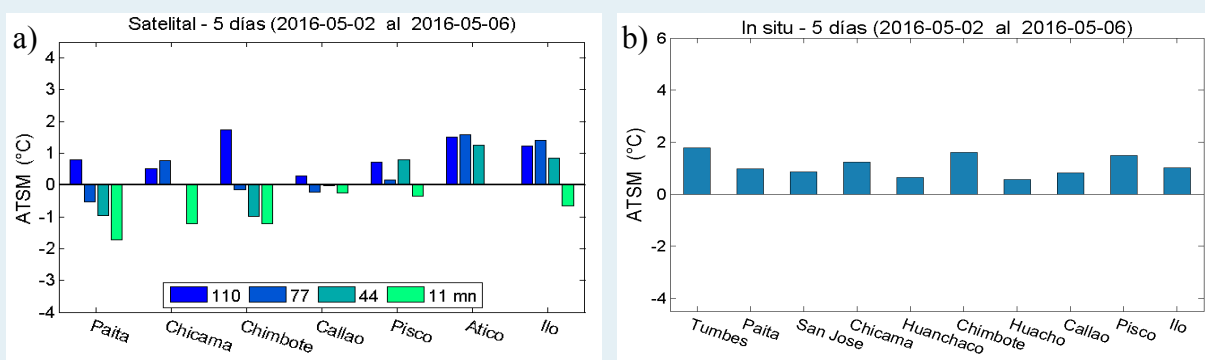 a)
Satelital - 5 días (2016-05-02 al 2016-05-06)
ATSM (°C)
4
3
2
1
0
-1
-2
-3
-4
110 77 44 11 mn
Paita Chicama Chimbote Callao Pisco Atico Ilo
b)
In situ - 5 días (2016-05-02 al 2016-05-06)
ATSM (°C)
6
4
2
0
-2
-4
Tumbes Paita San Jose Chicama Huanchaco Chimbote Huacho Callao Pisco Ilo